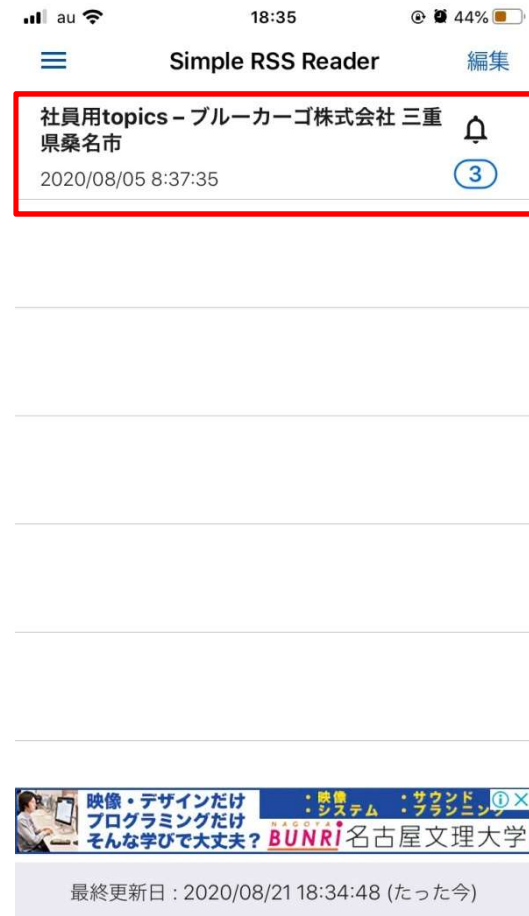 au 18:35 44%
Simple RSS Reader 編集
社員用topics – ブルーカーゴ株式会社 三重
県桑名市
2020/08/05 8:37:35
3
映像・デザインだけ
プログラミングだけ
そんな学びで大丈夫?
・映像
・システム
・サウンド
・プランニング
NAGOYA
BUNRi 名古屋文理大学
最終更新日 : 2020/08/21 18:34:48 (たった今)